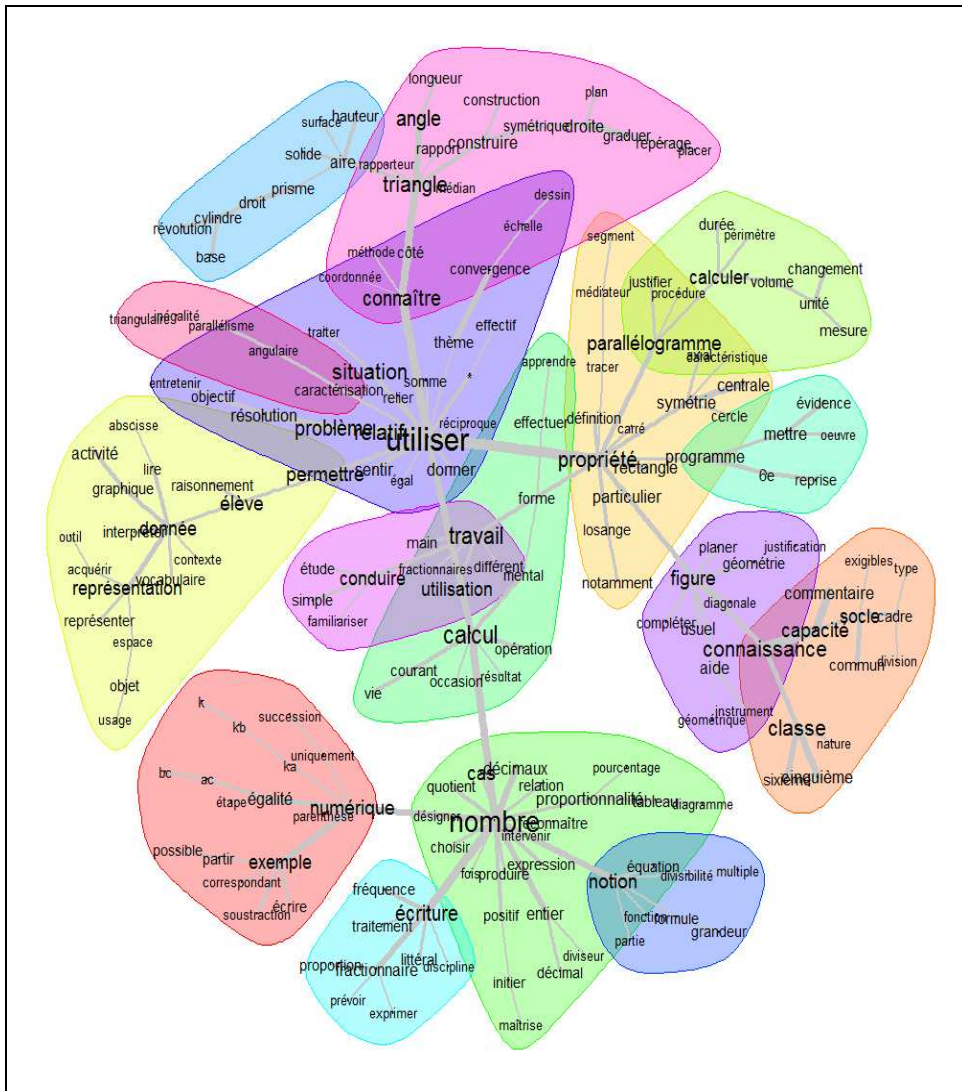 longueur
plan
construction
hauteur
surface
angle
symétrique
droite
graduer
repérage
placer
rapport
construire
solide
aire
rapporteur
triangle
médian
prisme
droit
dessin
cylindre
révolution
base
échelle
segment
durée
périmètre
méthode
côté
coordonnée
convergence
justifier
calculer
changement
connaître
médiateur
procédure
volume
unité
mesure
triangulaires
inégalité
parallélisme
traiter
effectif
thème
parallélogramme
angulaire
axial
caractéristique
situation
apprendre
tracer
entretenir
caractérisation
relier
somme
*
centrale
objectif
symétrie
résolution
problème
relatif
réciproque
effectuer
définition
carré
cercle
évidence
abscisse
utiliser
mettre
oeuvre
activité
lire
propriété
rectangle
programme
graphique
raisonnement
permettre
sentir
égal
donner
6e
reprise
élève
forme
particulier
donnée
interpréter
losange
outil
travail
main
planer
justification
acquérir
contexte
vocabulaire
étude
conduire
fractionnaires
différent
mental
notamment
figure
géométrie
exigibles
type
représentation
utilisation
commentaire
simple
diagonale
représenter
familiariser
compléter
usuel
capacité
socle
cadre
calcul
connaissance
espace
opération
aide
commun
division
objet
courant
occasion
résultat
vie
usage
k
succession
géométrique
instrument
classe
kb
nature
uniquement
bc
ac
ka
cas
décimaux
pourcentage
sixième
cinquième
quotient
relation
étape
égalité
numérique
parenthèse
proportionnalité
tableau
diagramme
désigner
nombre
reconnaître
intervenir
possible
partir
choisir
exemple
expression
équation
correspondant
fois
produire
notion
divisibilité
multiple
fréquence
écriture
écrire
soustraction
traitement
positif
entier
fonction
formule
grandeur
partie
proportion
fractionnaire
littéral
discipline
diviseur
décimal
prévoir
initier
exprimer
maîtrise